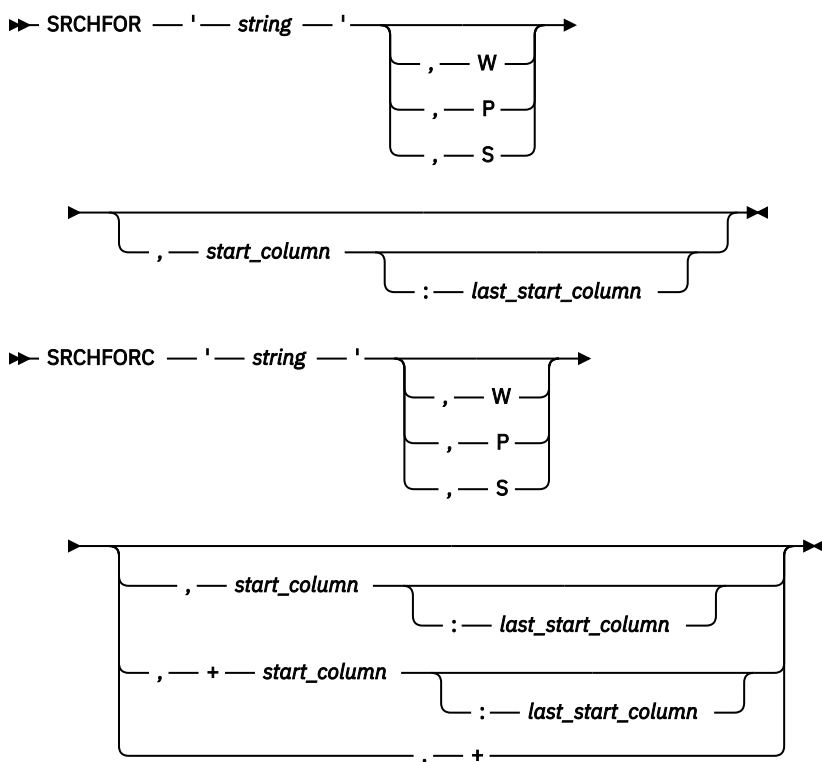 SRCHFOR ' string '
, W
, P
, S
, start_column
: last_start_column
SRCHFORC ' string '
, W
, P
, S
, start_column
: last_start_column
, + start_column
: last_start_column
, +